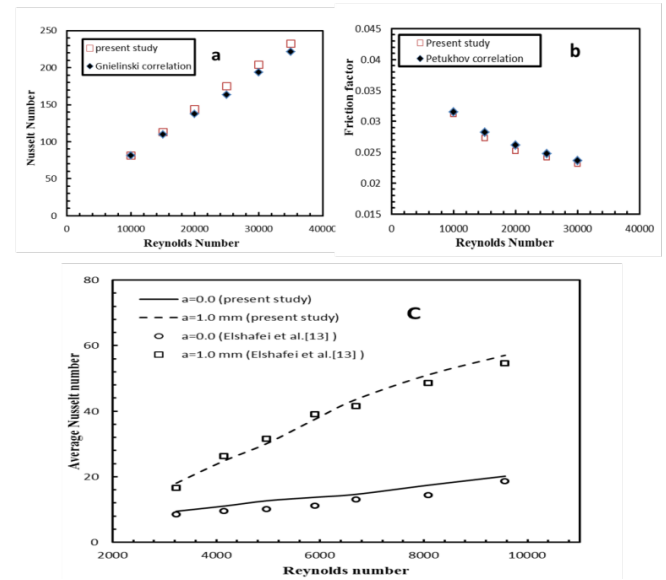 250
200
150
100
50
0
Nusselt Number
present study
Gnielinski correlation
a
0 10000 20000 30000 40000
Reynolds Number
0.045
0.04
0.035
0.03
0.025
0.02
0.015
Friction factor
Present study
Petukhov correlation
b
0 10000 20000 30000 40000
Reynolds Number
80
60
40
20
0
Average Nusselt number
a=0.0 (present study)
a=1.0 mm (present study)
a=0.0 (Elshafei et al.[13] )
a=1.0 mm (Elshafei et al.[13] )
C
2000 4000 6000 8000 10000
Reynolds number